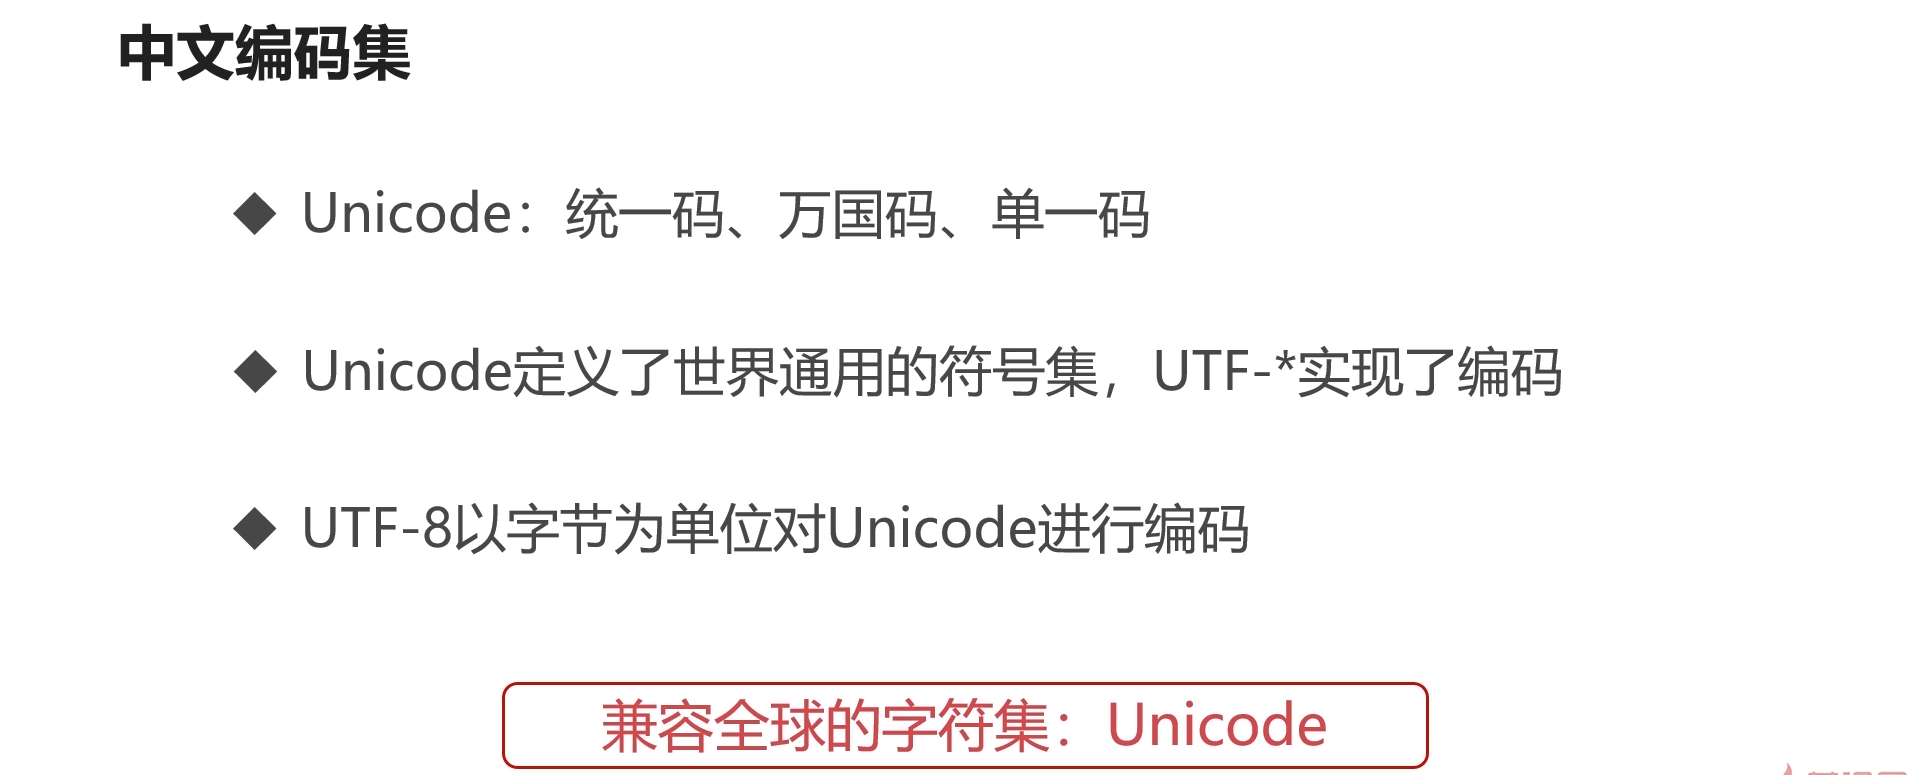 中文编码集
◆ Unicode：统一码、万国码、单一码
◆ Unicode定义了世界通用的符号集，UTF-*实现了编码
◆ UTF-8以字节为单位对Unicode进行编码
兼容全球的字符集：Unicode